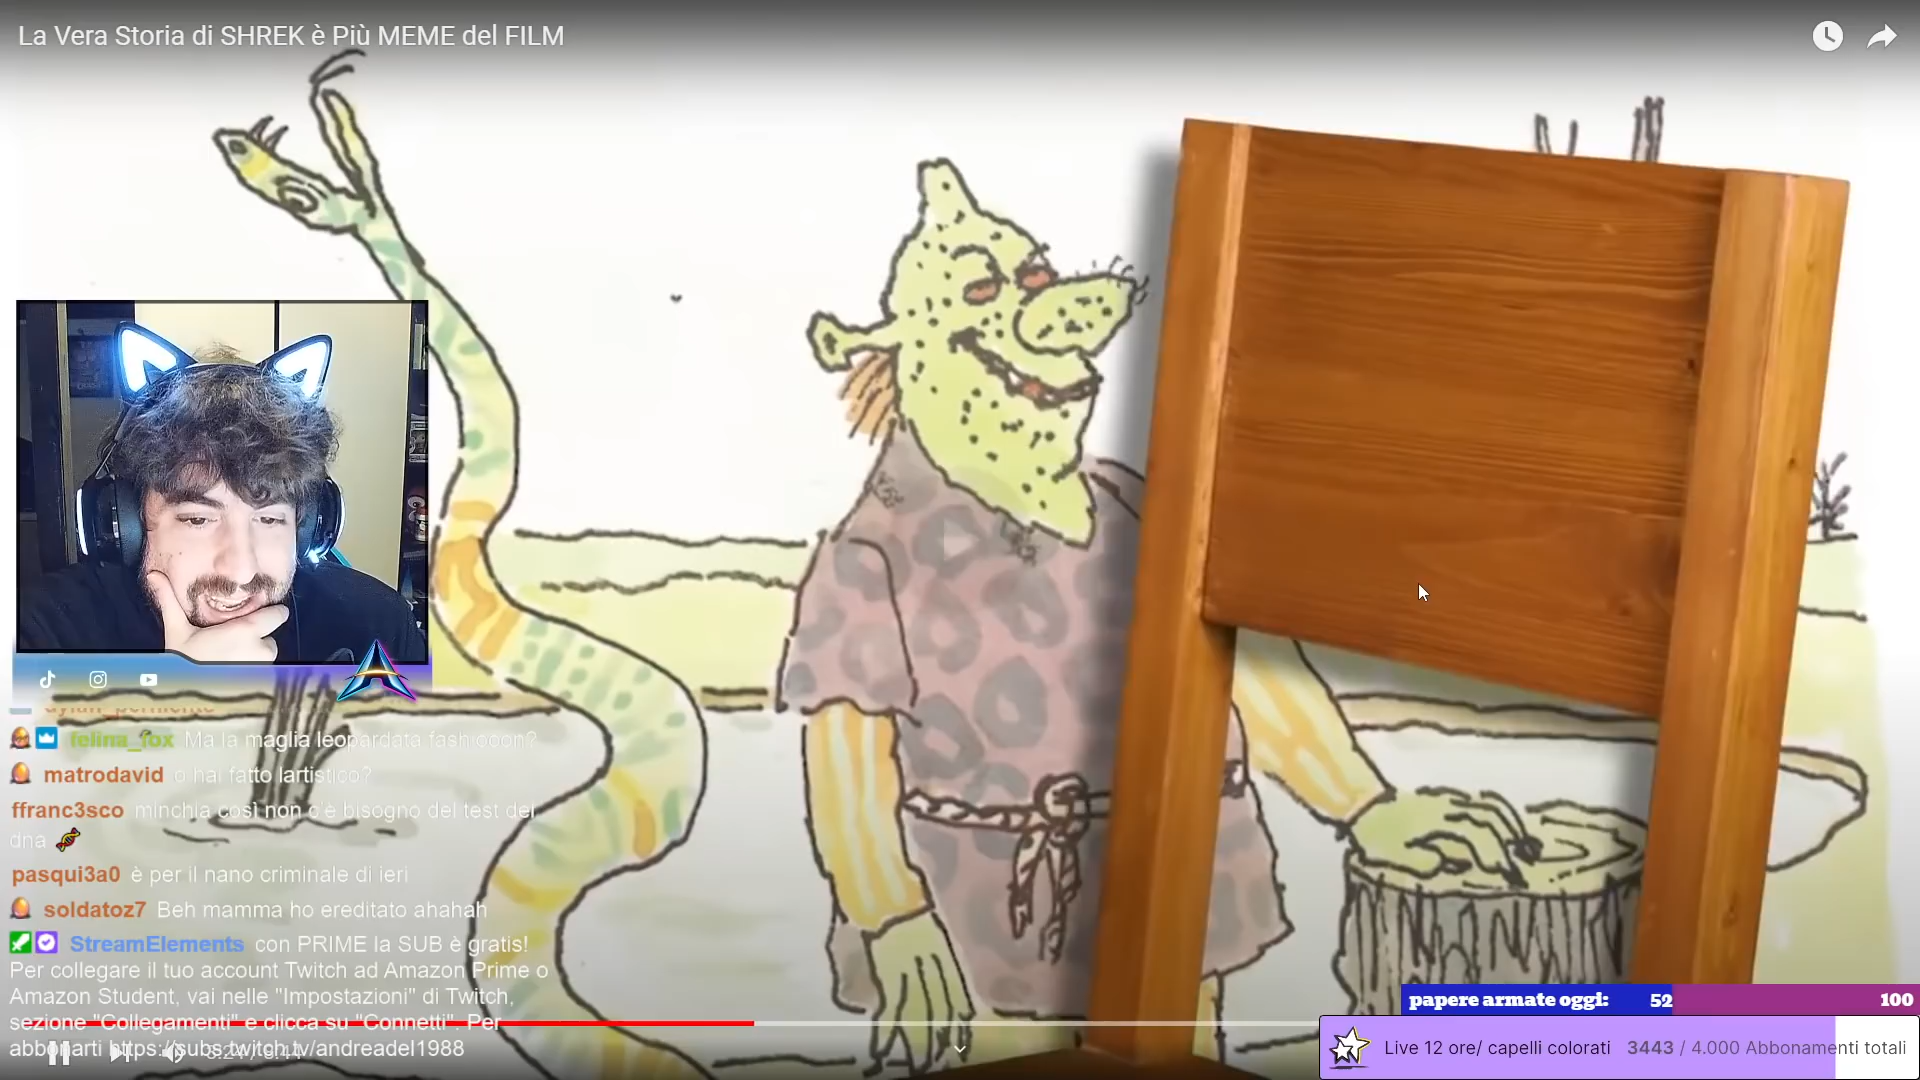 La Vera Storia di SHREK è Più MEME del FILM
felina_fox Ma la maglia leopardata fashiooon?
matrodavid o hai fatto lartistico?
ffranc3sco minchia così non c'è bisogno del test del
dna
pasqui3a0 è per il nano criminale di ieri
soldatoz7 Beh mamma ho ereditato ahahah
StreamElements con PRIME la SUB è gratis!
Per collegare il tuo account Twitch ad Amazon Prime o
Amazon Student, vai nelle "Impostazioni" di Twitch,
sezione "Collegamenti" e clicca su "Connetti". Per
abbonarti https://subs.twitch.tv/andreadel1988
papere armate oggi: 52 100
Live 12 ore/ capelli colorati 3443 / 4.000 Abbonamenti totali